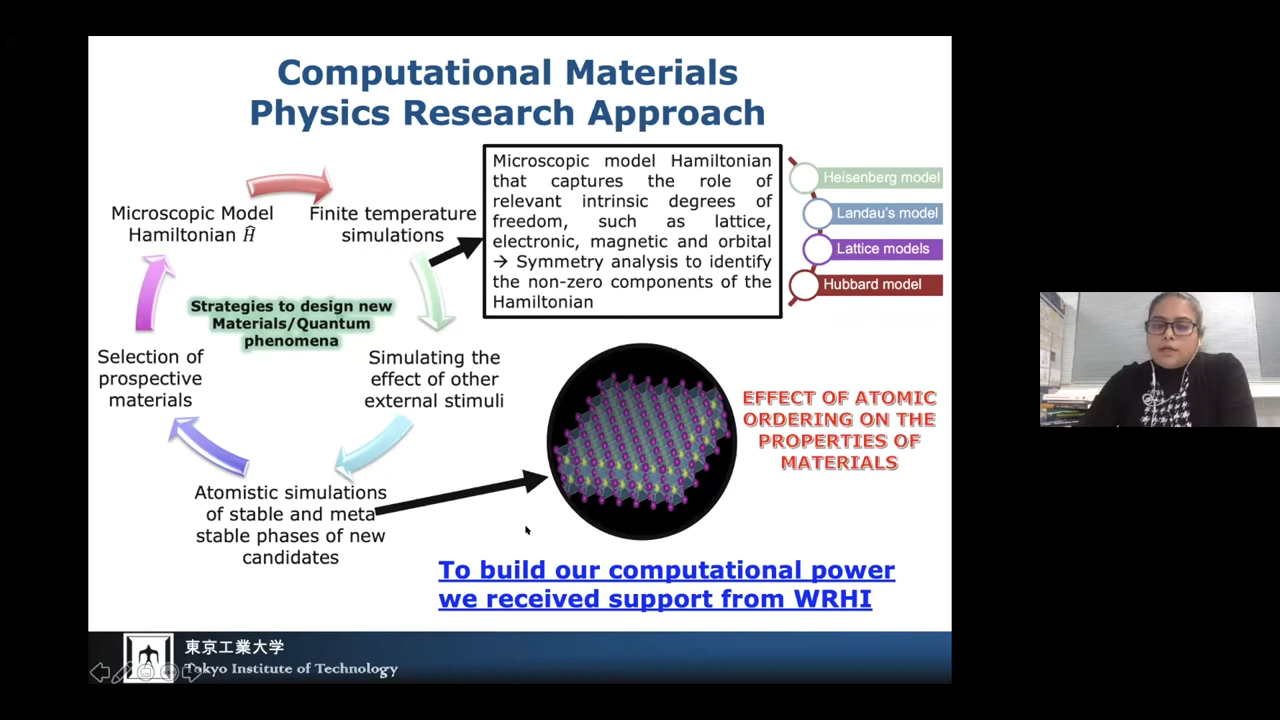 Computational Materials
Physics Research Approach
Microscopic Model
Hamiltonian Ĥ
Finite temperature
simulations
Strategies to design new
Materials/Quantum
phenomena
Selection of
prospective
materials
Simulating the
effect of other
external stimuli
Atomistic simulations
of stable and meta
stable phases of new
candidates
Microscopic model Hamiltonian
that captures the role of
relevant intrinsic degrees of
freedom, such as lattice,
electronic, magnetic and orbital
→ Symmetry analysis to identify
the non-zero components of the
Hamiltonian
Heisenberg model
Landau's model
Lattice models
Hubbard model
EFFECT OF ATOMIC
ORDERING ON THE
PROPERTIES OF
MATERIALS
To build our computational power
we received support from WRHI
東京工業大学
Tokyo Institute of Technology